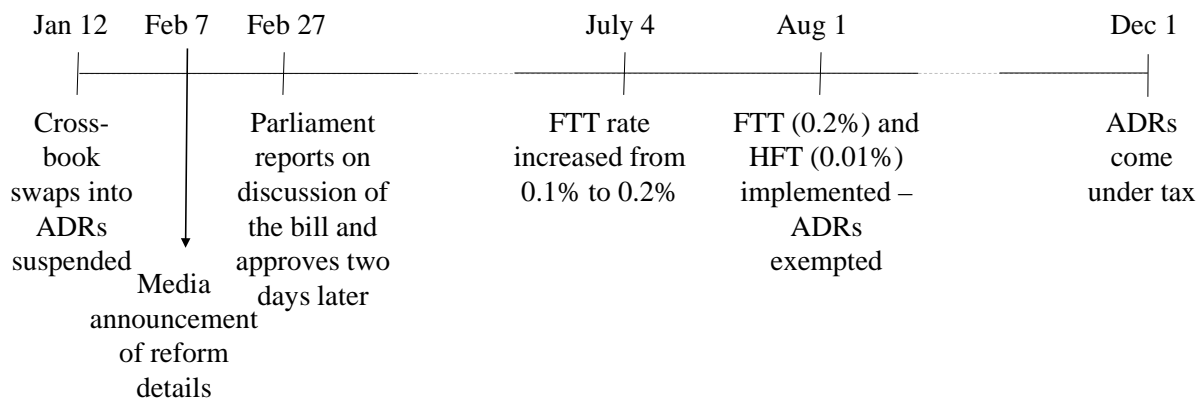 Jan 12
Feb 7
Feb 27
July 4
Aug 1
Dec 1
Cross-
book
swaps into
ADRs
suspended
Media
announcement
of reform
details
Parliament
reports on
discussion of
the bill and
approves two
days later
FTT rate
increased from
0.1% to 0.2%
FTT (0.2%) and
HFT (0.01%)
implemented –
ADRs
exempted
ADRs
come
under tax